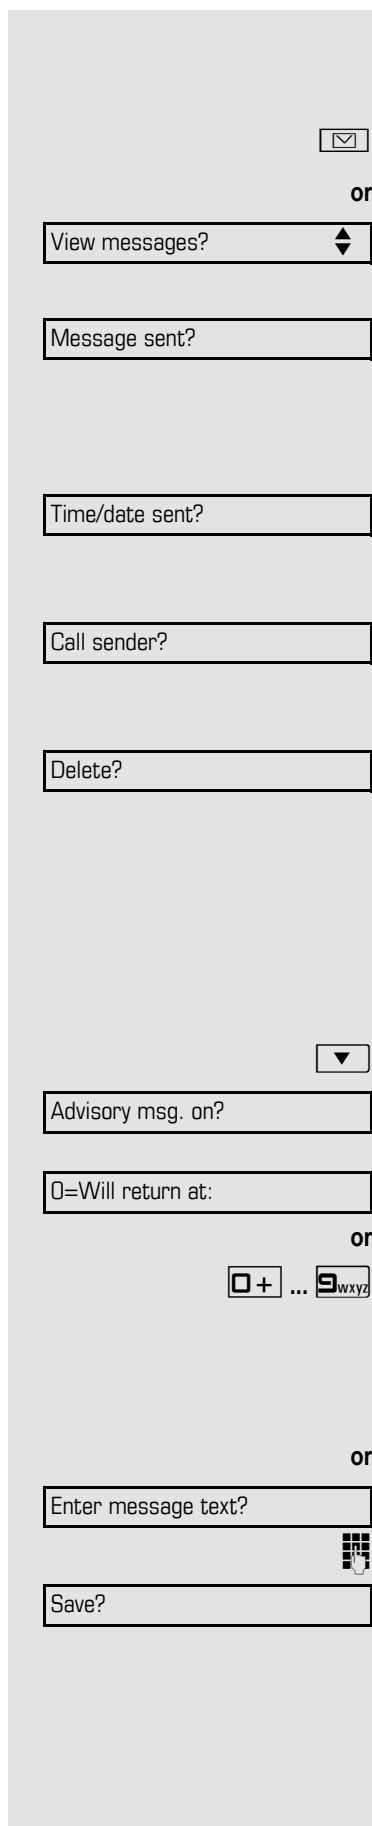 or
View messages?
Message sent?
Time/date sent?
Call sender?
Delete?
Advisory msg. on?
0=Will return at:
or
0 + ... 9wxyz
or
Enter message text?
Save?